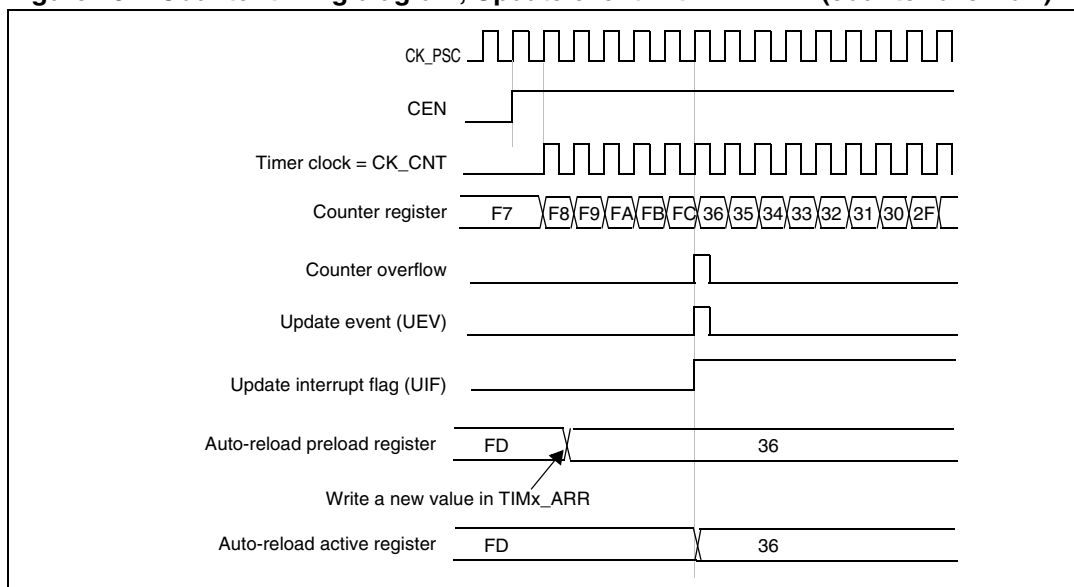 CK_PSC
CEN
Timer clock = CK_CNT
Counter register F7 F8 F9 FA FB FC 36 35 34 33 32 31 30 2F
Counter overflow
Update event (UEV)
Update interrupt flag (UIF)
Auto-reload preload register FD 36
Write a new value in TIMx_ARR
Auto-reload active register FD 36